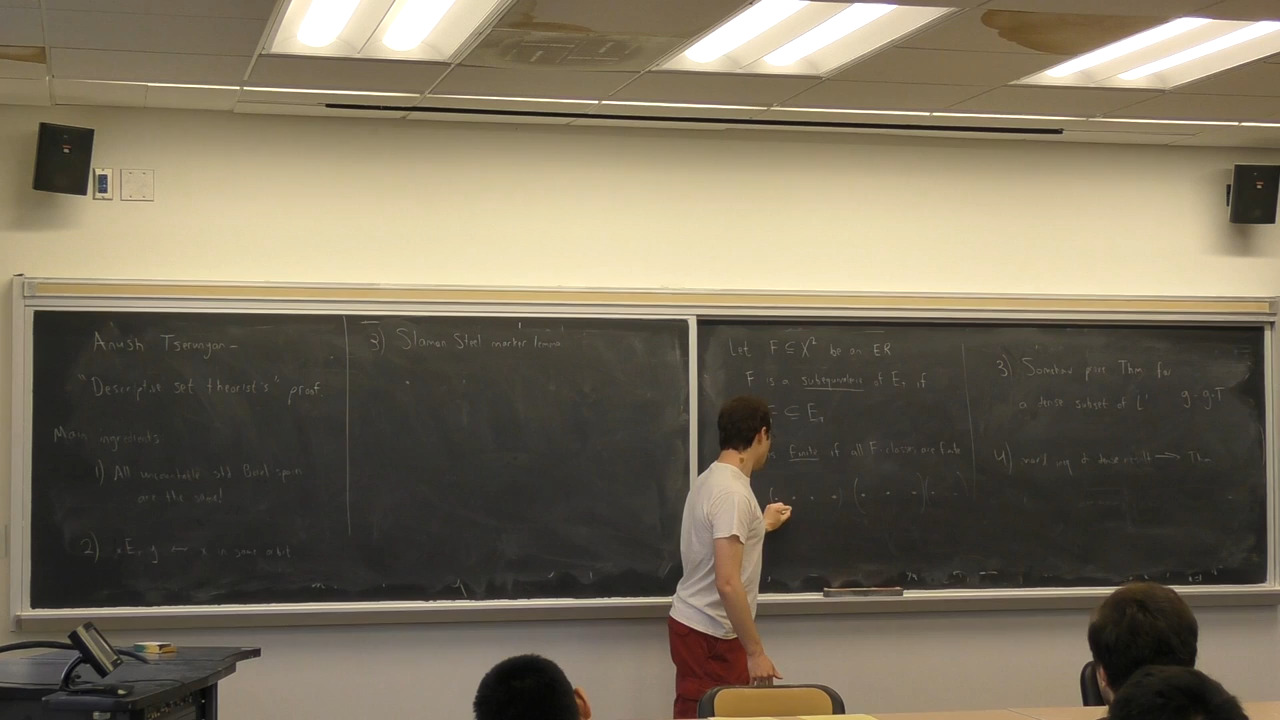 Anush Tserunyan -
"Descriptive set theorist's" proof.
Main ingredients:
1) All uncountable std Borel spaces
are the same!
2) x E_T y ↔ x in same orbit
3) Slaman Steel marker lemma
Let F ⊆ X² be an ER
F is a subequivalence of E_T if
F ⊆ E_T
is finite if all F-classes are finite
3) Somehow prove Thm for
a dense subset of L¹ g - g∘T
4) dense result → Thm